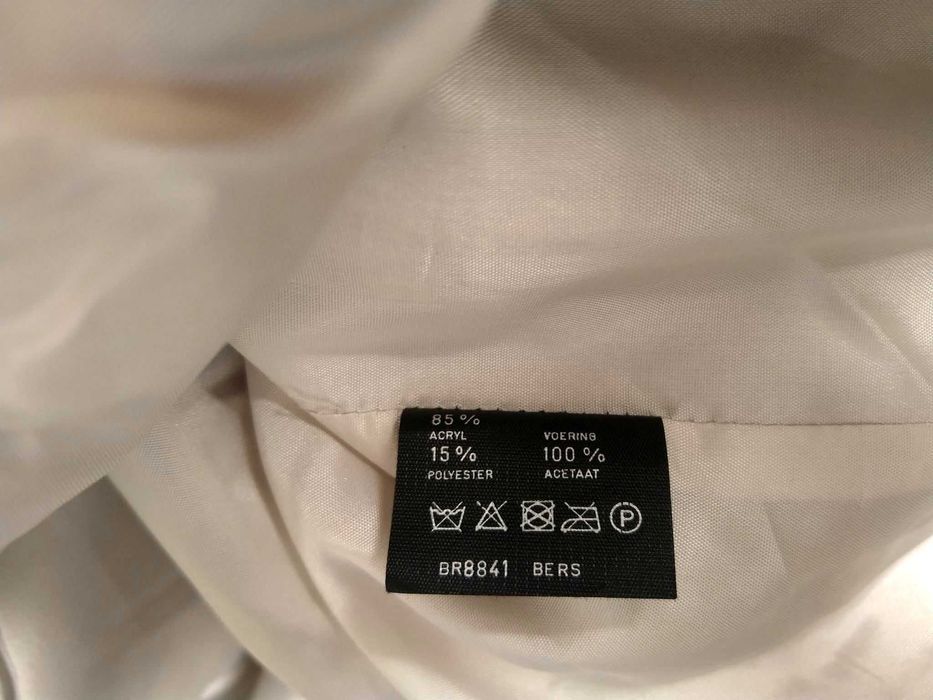 85%
ACRYL
15%
POLYESTER
VOERING
100 %
ACETAAT
P
BR8841 BERS